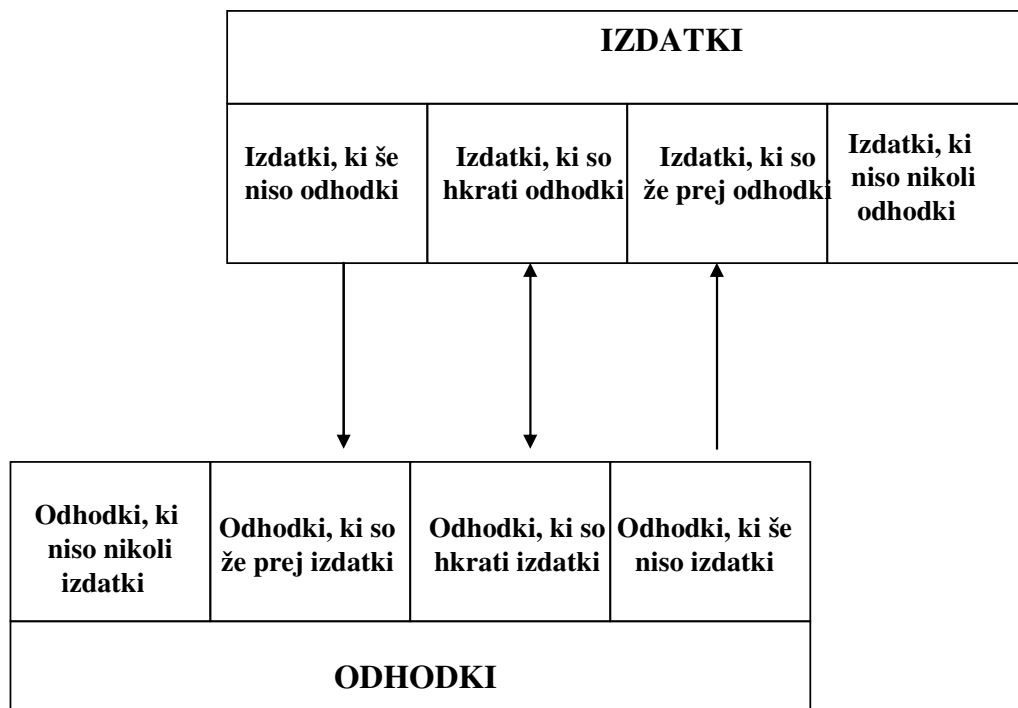 IZDATKI
Izdatki, ki še
niso odhodki
Izdatki, ki so
hkrati odhodki
Izdatki, ki so
že prej odhodki
Izdatki, ki
niso nikoli
odhodki
Odhodki, ki
niso nikoli
izdatki
Odhodki, ki so
že prej izdatki
Odhodki, ki so
hkrati izdatki
Odhodki, ki še
niso izdatki
ODHODKI